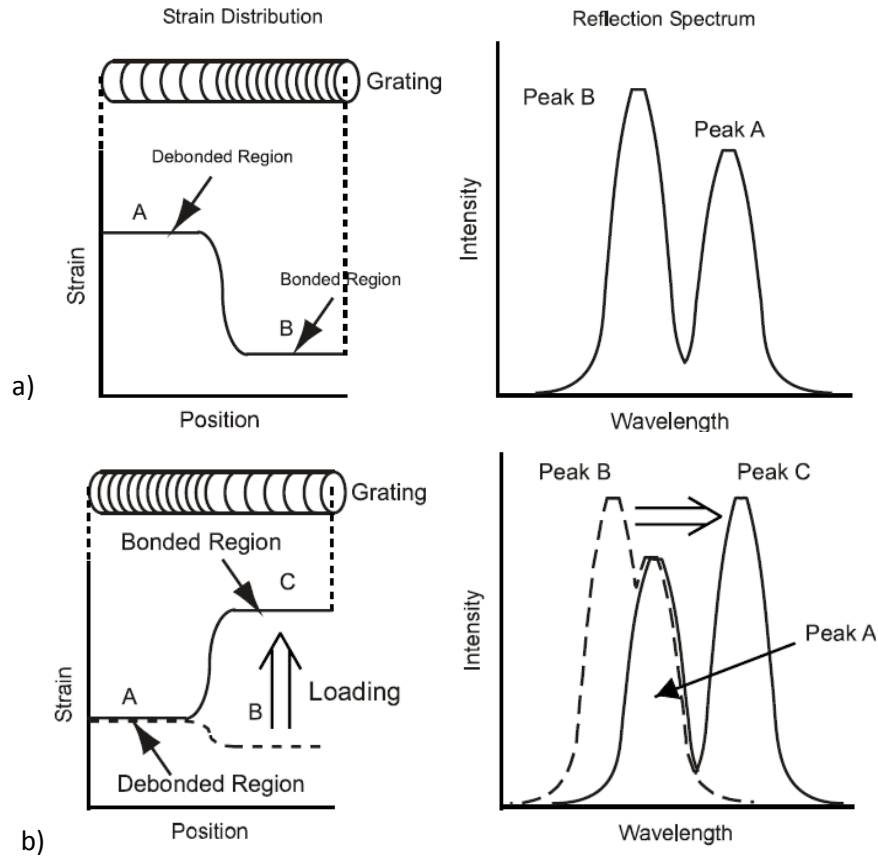 Strain Distribution
Reflection Spectrum
Grating
Debonded Region
A
Bonded Region
B
Strain
Position
a)
Peak B
Peak A
Intensity
Wavelength
Grating
Bonded Region
C
A
B
Loading
Debonded Region
Strain
Position
b)
Peak B
Peak C
Peak A
Intensity
Wavelength